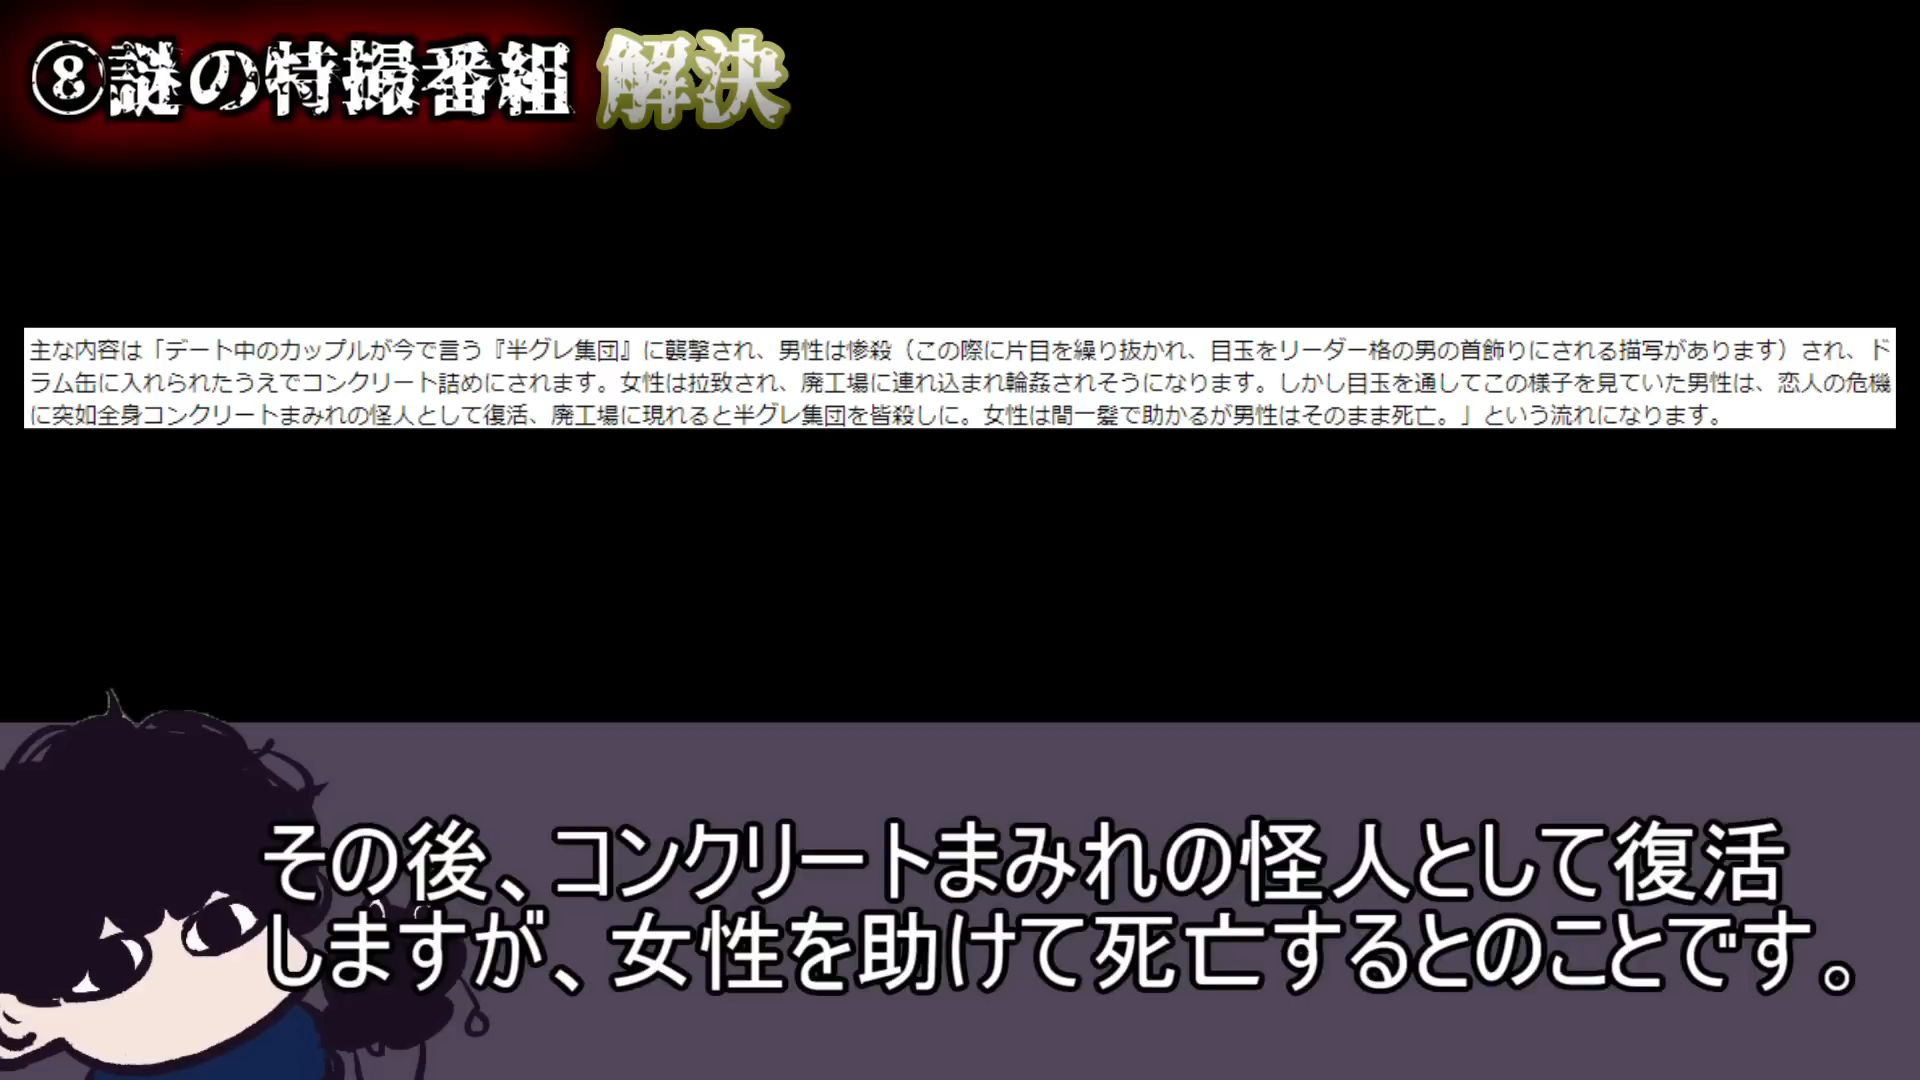 ⑧謎の特撮番組 解決
主な内容は「デート中のカップルが今で言う『半グレ集団』に襲撃され、男性は惨殺（この際に片目を繰り抜かれ、目玉をリーダー格の男の首飾りにされる描写があります）され、ド
ラム缶に入れられたうえでコンクリート詰めにされます。女性は拉致され、廃工場に連れ込まれ輪姦されそうになります。しかし目玉を通してこの様子を見ていた男性は、恋人の危機
に突如全身コンクリートまみれの怪人として復活、廃工場に現れると半グレ集団を皆殺しに。女性は間一髪で助かるが男性はそのまま死亡。」という流れになります。
その後、コンクリートまみれの怪人として復活
しますが、女性を助けて死亡するとのことです。